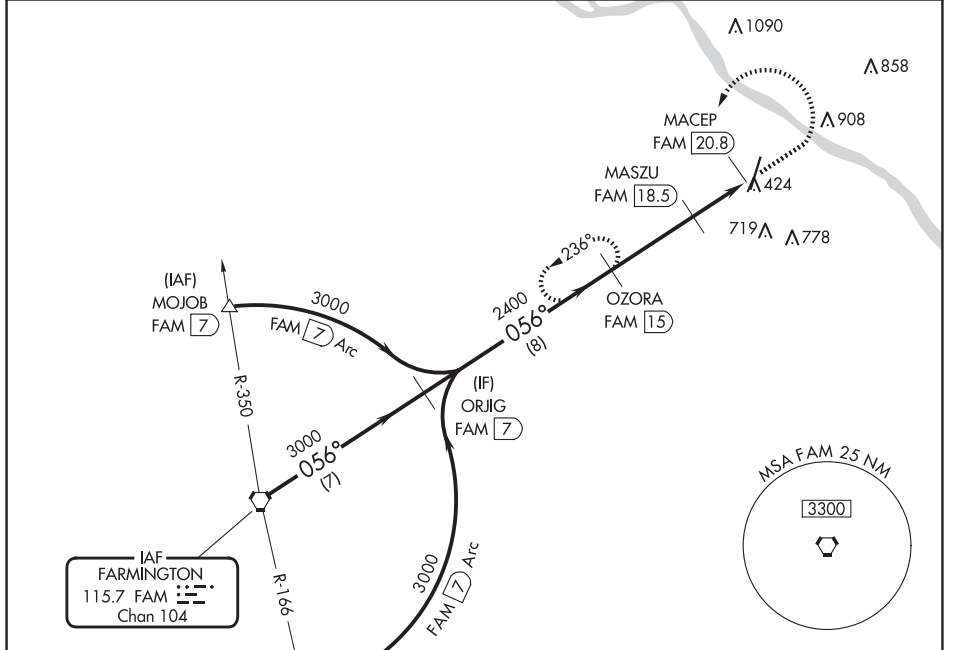 1090
858
MACEP
FAM 20.8
908
MASZU
FAM 18.5
424
719
778
236°
(IAF)
MOJOB
FAM 7
3000
FAM 7 Arc
2400
056°
(8)
OZORA
FAM 15
R-350
(IF)
ORJIG
FAM 7
3000
056°
(7)
MSA FAM 25 NM
3300
IAF
FARMINGTON
115.7 FAM
Chan 104
R-166
3000
FAM 7 Arc